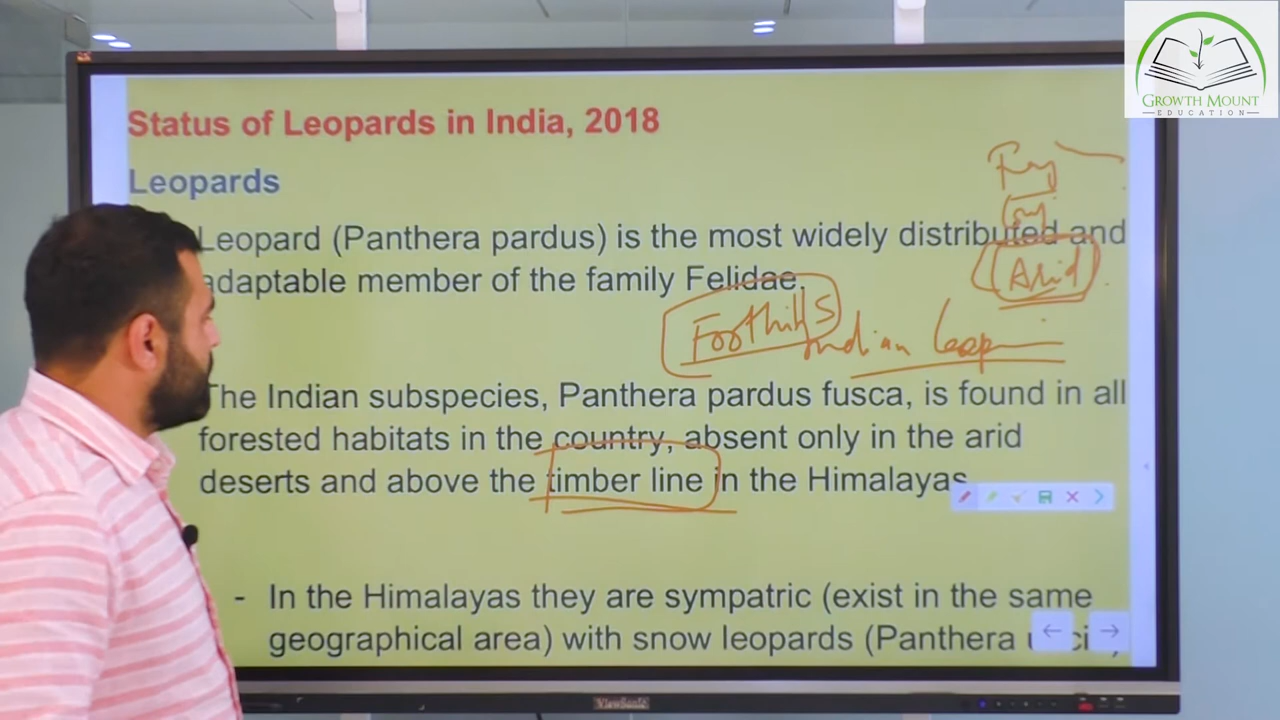 GROWTH MOUNT
EDUCATION
Status of Leopards in India, 2018
Leopards
Leopard (Panthera pardus) is the most widely distributed and
adaptable member of the family Felidae.
Arid
Foothills
Indian
The Indian subspecies, Panthera pardus fusca, is found in all
forested habitats in the country, absent only in the arid
deserts and above the timber line in the Himalayas
- In the Himalayas they are sympatric (exist in the same
geographical area) with snow leopards (Panthera
ViewSonic